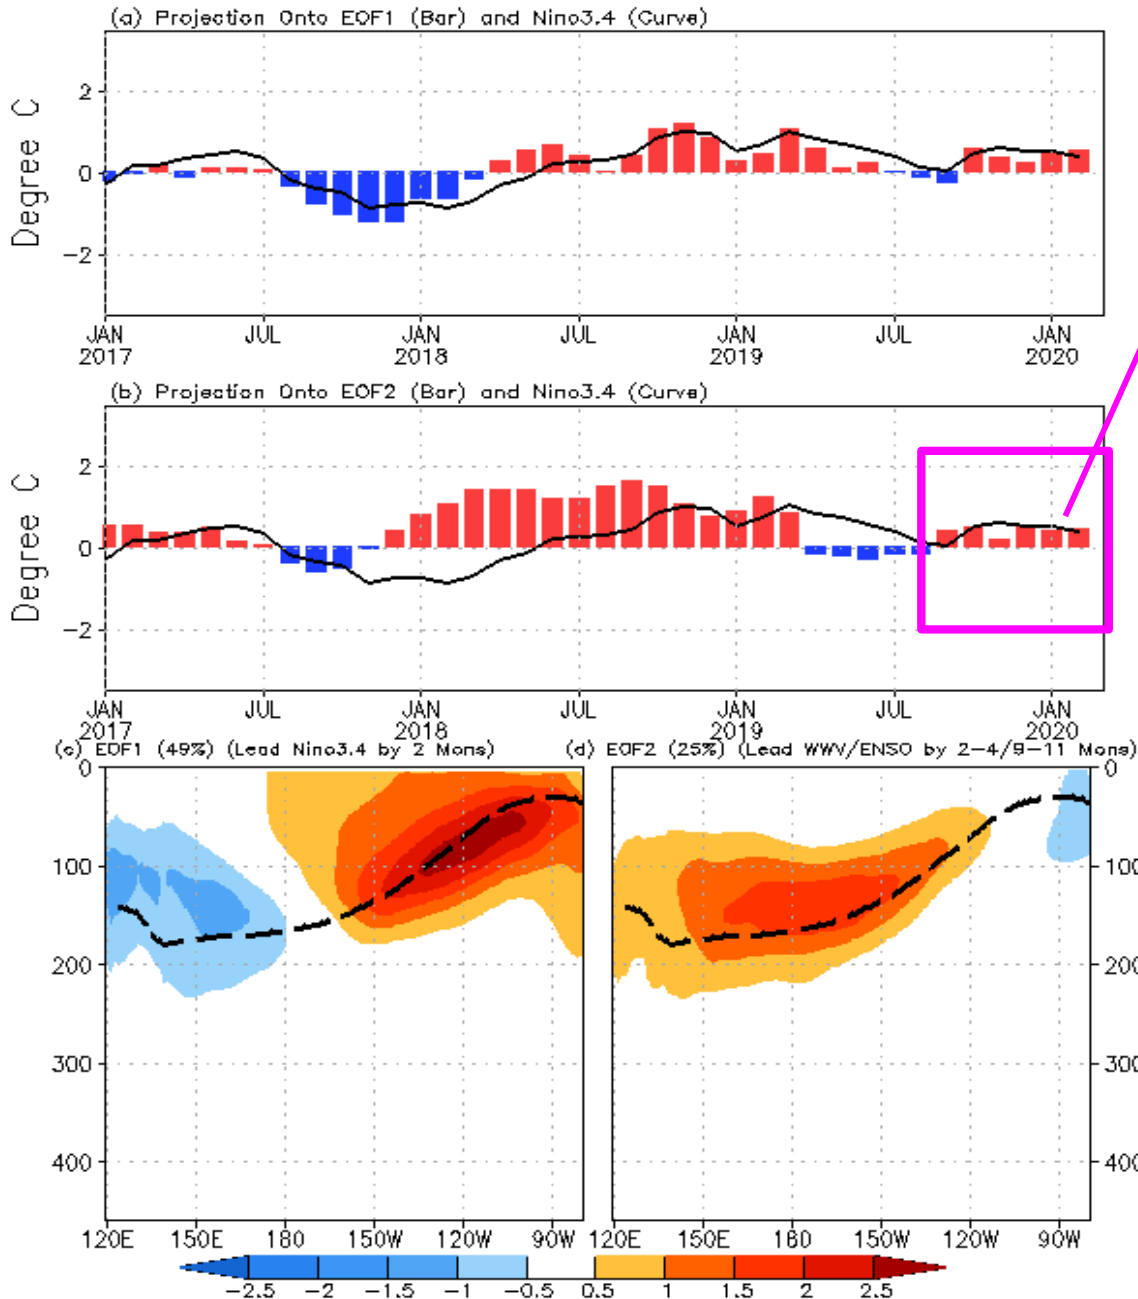 (a) Projection Onto EOF1 (Bar) and Nino3.4 (Curve)
Degree C
2
0
−2
JAN JUL JAN JUL JAN JUL JAN
2017 2018 2019 2020
(b) Projection Onto EOF2 (Bar) and Nino3.4 (Curve)
Degree C
2
0
−2
JAN JUL JAN JUL JAN JUL JAN
2017 2018 2019 2020
(c) EOF1 (49%) (Lead Nino3.4 by 2 Mons)
(d) EOF2 (25%) (Lead WWV/ENSO by 2−4/9−11 Mons)
0 0
100 100
200 200
300 300
400 400
120E 150E 180 150W 120W 90W 120E 150E 180 150W 120W 90W
−2.5 −2 −1.5 −1 −0.5 0.5 1 1.5 2 2.5